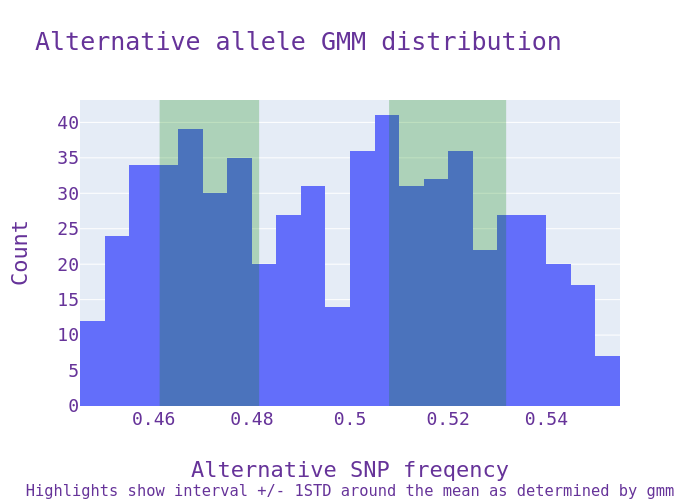 Alternative allele GMM distribution
40
35
30
25
20
15
10
5
0
Count
0.46 0.48 0.5 0.52 0.54
Alternative SNP freqency
Highlights show interval +/- 1STD around the mean as determined by gmm